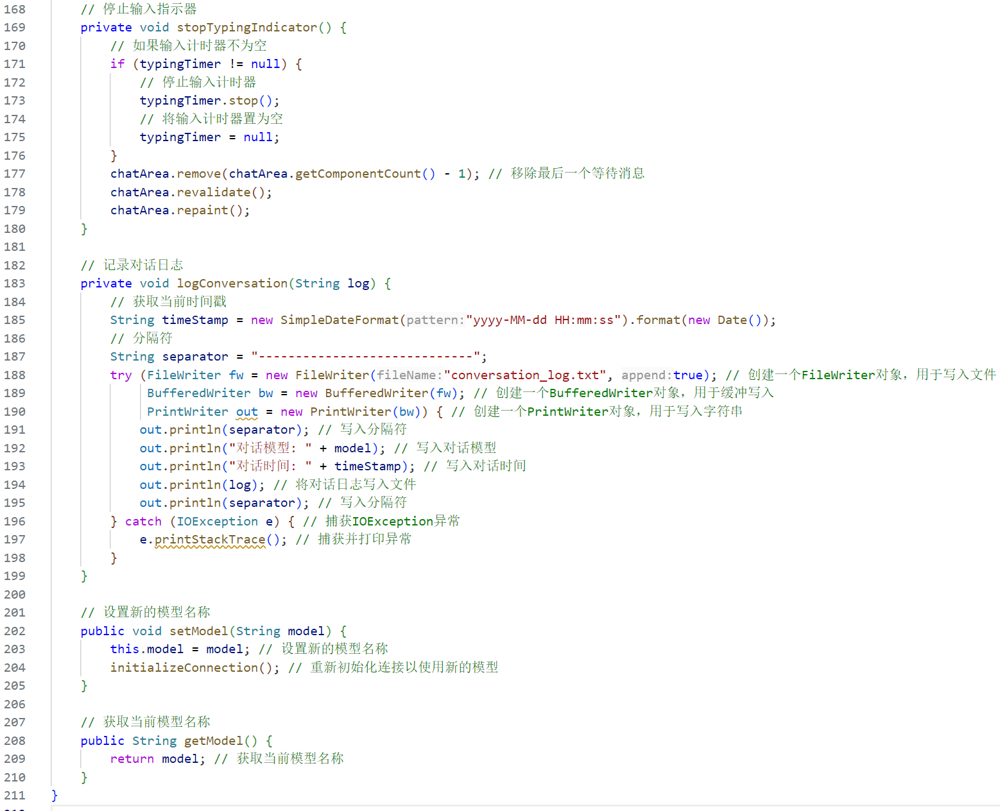 168 // 停止输入指示器
169 private void stopTypingIndicator() {
170 // 如果输入计时器不为空
171 if (typingTimer != null) {
172 // 停止输入计时器
173 typingTimer.stop();
174 // 将输入计时器置为空
175 typingTimer = null;
176 }
177 chatArea.remove(chatArea.getComponentCount() - 1); // 移除最后一个等待消息
178 chatArea.revalidate();
179 chatArea.repaint();
180 }
181
182 // 记录对话日志
183 private void logConversation(String log) {
184 // 获取当前时间戳
185 String timeStamp = new SimpleDateFormat(pattern:"yyyy-MM-dd HH:mm:ss").format(new Date());
186 // 分隔符
187 String separator = "-----------------------------";
188 try (FileWriter fw = new FileWriter(fileName:"conversation_log.txt", append:true); // 创建一个FileWriter对象，用于写入文件
189 BufferedWriter bw = new BufferedWriter(fw); // 创建一个BufferedWriter对象，用于缓冲写入
190 PrintWriter out = new PrintWriter(bw)) { // 创建一个PrintWriter对象，用于写入字符串
191 out.println(separator); // 写入分隔符
192 out.println("对话模型: " + model); // 写入对话模型
193 out.println("对话时间: " + timeStamp); // 写入对话时间
194 out.println(log); // 将对话日志写入文件
195 out.println(separator); // 写入分隔符
196 } catch (IOException e) { // 捕获IOException异常
197 e.printStackTrace(); // 捕获并打印异常
198 }
199 }
200
201 // 设置新的模型名称
202 public void setModel(String model) {
203 this.model = model; // 设置新的模型名称
204 initializeConnection(); // 重新初始化连接以使用新的模型
205 }
206
207 // 获取当前模型名称
208 public String getModel() {
209 return model; // 获取当前模型名称
210 }
211 }